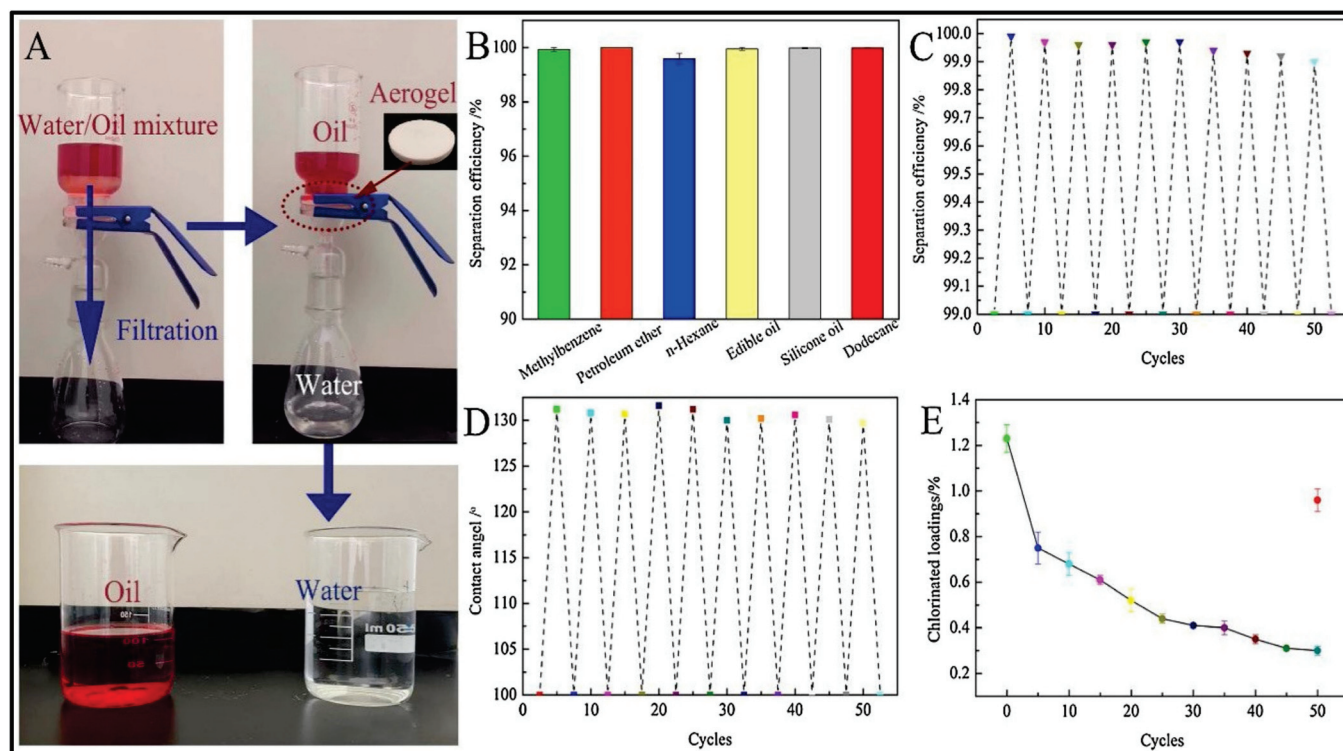 A
Water/Oil mixture
Filtration
Oil
Aerogel
Water
Oil
Water
B
Separation efficiency /%
100
98
96
94
92
90
Methylbenzene
Petroleum ether
n-Hexane
Edible oil
Silicone oil
Dodecane
C
Separation efficiency /%
100.0
99.9
99.8
99.7
99.6
99.5
99.4
99.3
99.2
99.1
99.0
0 10 20 30 40 50
Cycles
D
Contact angel /°
130
125
120
115
110
105
100
0 10 20 30 40 50
Cycles
E
Chlorinated loadings/%
1.4
1.2
1.0
0.8
0.6
0.4
0.2
0 10 20 30 40 50
Cycles